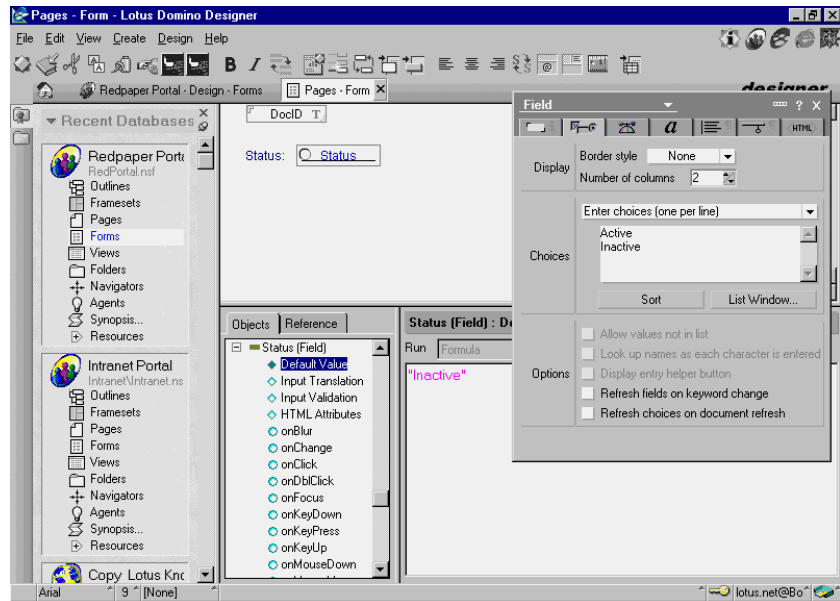 Pages - Form - Lotus Domino Designer
File Edit View Create Design Help
Redpaper Portal - Design - Forms
Pages - Form
designer
Recent Databases
Redpaper Porta
RedPortal.nsf
Outlines
Framesets
Pages
Forms
Views
Folders
Navigators
Agents
Synopsis...
Resources
Intranet Portal
Intranet\Intranet.ns
Outlines
Framesets
Pages
Forms
Views
Folders
Navigators
Agents
Synopsis...
Resources
Copy Lotus Kno
DocID T
Status: Status
Objects Reference
Status (Field)
Default Value
Input Translation
Input Validation
HTML Attributes
onBlur
onChange
onClick
onDblClick
onFocus
onKeyDown
onKeyPress
onKeyUp
onMouseDown
Status (Field) : De
Run Formula
"Inactive"
Field
a HTML
Display
Border style None
Number of columns 2
Enter choices (one per line)
Choices
Active
Inactive
Sort List Window...
Options
Allow values not in list
Look up names as each character is entered
Display entry helper button
Refresh fields on keyword change
Refresh choices on document refresh
Arial 9 [None] lotus.net@Bo